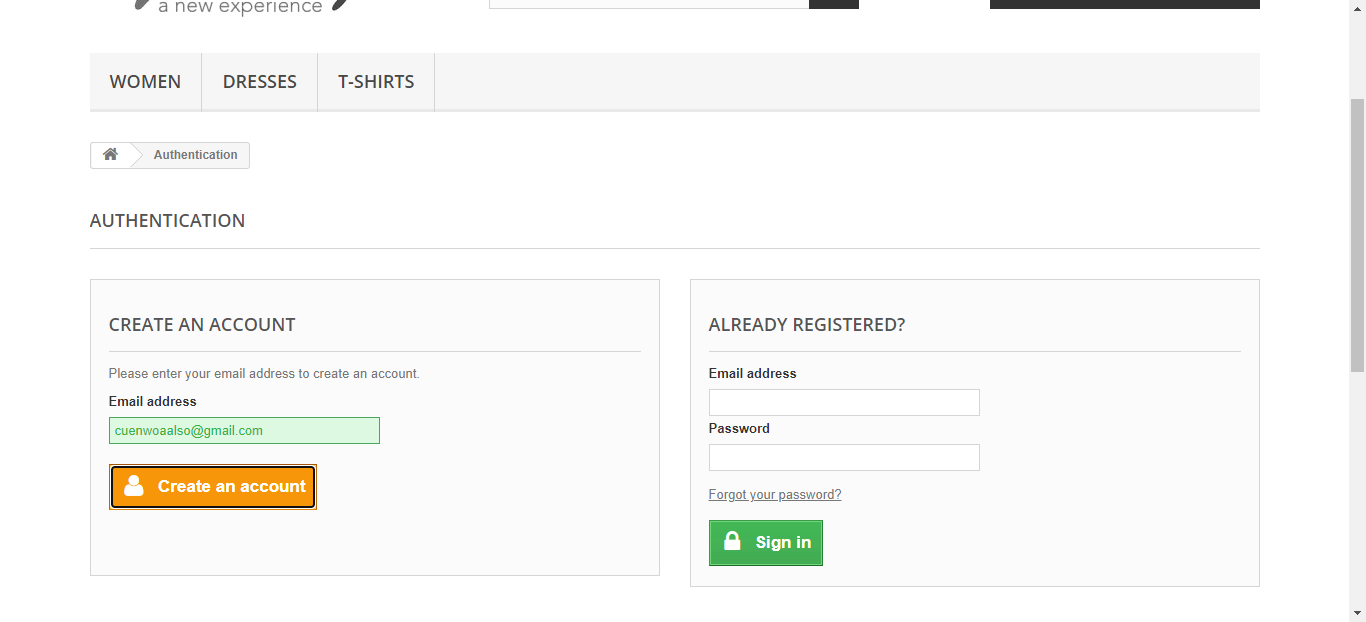 a new experience
WOMEN
DRESSES
T-SHIRTS
Authentication
AUTHENTICATION
CREATE AN ACCOUNT
Please enter your email address to create an account.
Email address
cuenwoaalso@gmail.com
Create an account
ALREADY REGISTERED?
Email address
Password
Forgot your password?
Sign in